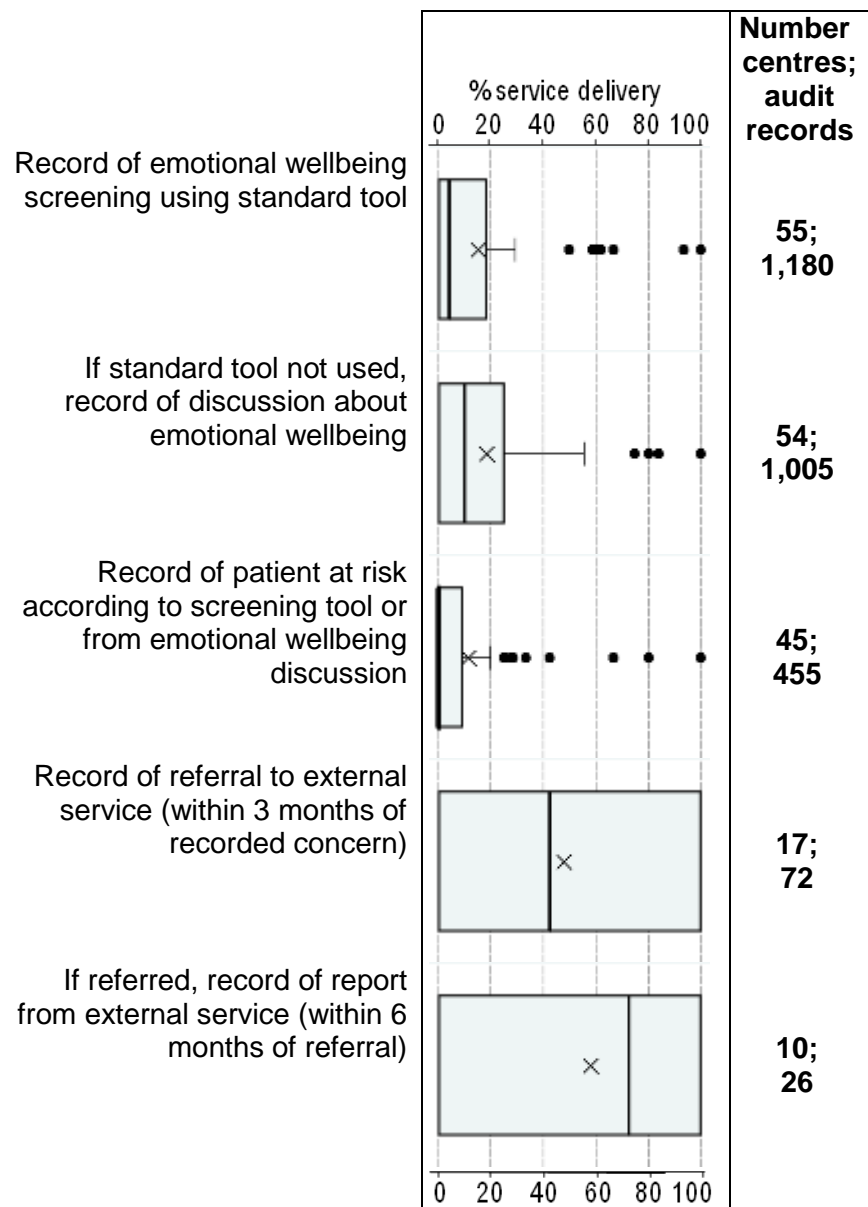 Number
centres;
audit
records
% service delivery
0 20 40 60 80 100
Record of emotional wellbeing
screening using standard tool
55;
1,180
If standard tool not used,
record of discussion about
emotional wellbeing
54;
1,005
Record of patient at risk
according to screening tool or
from emotional wellbeing
discussion
45;
455
Record of referral to external
service (within 3 months of
recorded concern)
17;
72
If referred, record of report
from external service (within 6
months of referral)
10;
26
0 20 40 60 80 100